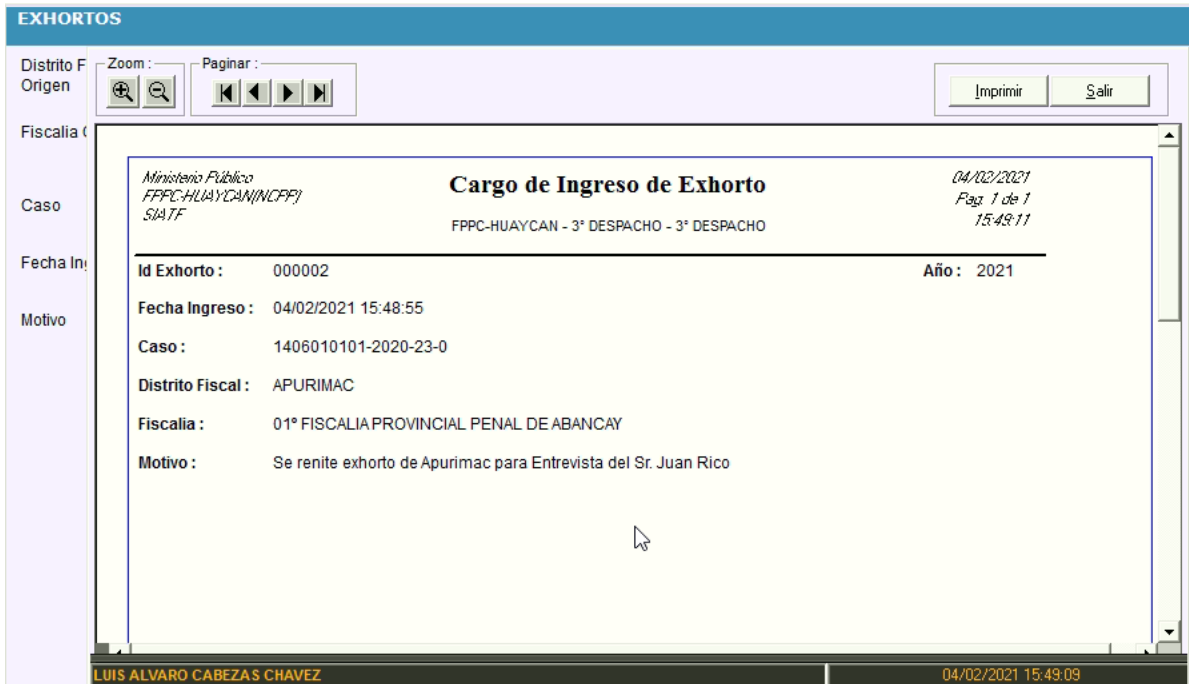 EXHORTOS
Distrito F
Origen
Zoom :
Paginar :
Imprimir
Salir
Fiscalia
Caso
Fecha Ing
Motivo
Ministerio Público
FPPC-HUAYCAN(NCPP)
SIATF
Cargo de Ingreso de Exhorto
FPPC-HUAYCAN - 3° DESPACHO - 3° DESPACHO
04/02/2021
Pag. 1 de 1
15:49:11
Id Exhorto : 000002 Año : 2021
Fecha Ingreso : 04/02/2021 15:48:55
Caso : 1406010101-2020-23-0
Distrito Fiscal : APURIMAC
Fiscalia : 01º FISCALIA PROVINCIAL PENAL DE ABANCAY
Motivo : Se renite exhorto de Apurimac para Entrevista del Sr. Juan Rico
LUIS ALVARO CABEZAS CHAVEZ 04/02/2021 15:49:09